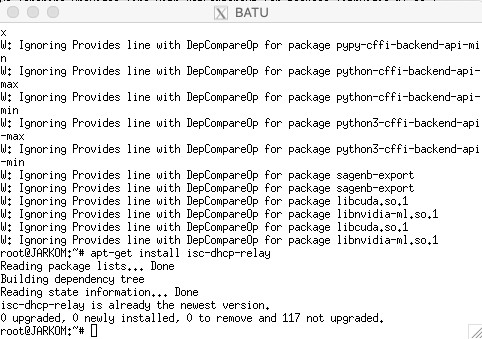 BATU
x
W: Ignoring Provides line with DepCompareOp for package pypy-cffi-backend-api-mi
n
W: Ignoring Provides line with DepCompareOp for package python-cffi-backend-api-
max
W: Ignoring Provides line with DepCompareOp for package python-cffi-backend-api-
min
W: Ignoring Provides line with DepCompareOp for package python3-cffi-backend-api
-max
W: Ignoring Provides line with DepCompareOp for package python3-cffi-backend-api
-min
W: Ignoring Provides line with DepCompareOp for package sagenb-export
W: Ignoring Provides line with DepCompareOp for package sagenb-export
W: Ignoring Provides line with DepCompareOp for package libcuda.so.1
W: Ignoring Provides line with DepCompareOp for package libnvidia-ml.so.1
W: Ignoring Provides line with DepCompareOp for package libcuda.so.1
W: Ignoring Provides line with DepCompareOp for package libnvidia-ml.so.1
root@JARKOM:~# apt-get install isc-dhcp-relay
Reading package lists... Done
Building dependency tree
Reading state information... Done
isc-dhcp-relay is already the newest version.
0 upgraded, 0 newly installed, 0 to remove and 117 not upgraded.
root@JARKOM:~#